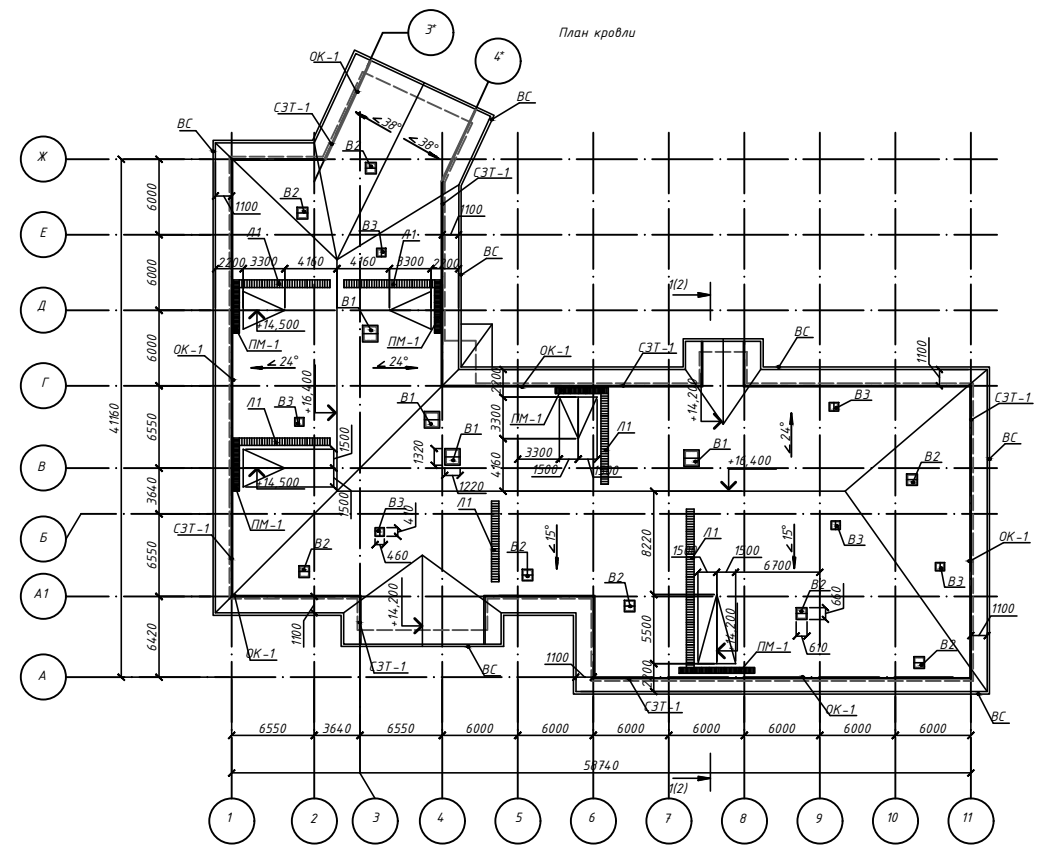 План кровли
3*
4*
ОК-1
СЗТ-1
ВС
ВС
∠38°
∠38°
В2
Ж
СЗТ-1
6000
В2
1100
1100
Е
Л1
В3
Л1
ВС
2200
3300
4160
4160
3300
2200
6000
1(2)
Д
В1
+14,500
ПМ-1
ПМ-1
ВС
ОК-1
ОК-1
СЗТ-1
1100
6000
∠24°
∠24°
2200
Г
+16,400
+14,200
41160
Л1
В3
В1
ПМ-1
3300
Л1
В3
СЗТ-1
∠24°
6550
1500
1320
В1
3300
4160
В1
+16,400
ВС
В
+14,500
1500
1500
1220
В2
3640
1500
ПМ-1
В3
410
Л1
Б
СЗТ-1
∠15°
8220
Л1
∠15°
В3
ОК-1
460
В2
В2
1500
1500
6700
В3
6550
В2
В2
660
А1
1100
+14,200
5500
+14,200
610
1100
6420
ОК-1
СЗТ-1
ВС
1100
2200
ПМ-1
В2
А
СЗТ-1
ОК-1
ВС
6550
3640
6550
6000
6000
6000
6000
6000
6000
6000
58740
1(2)
1
2
3
4
5
6
7
8
9
10
11